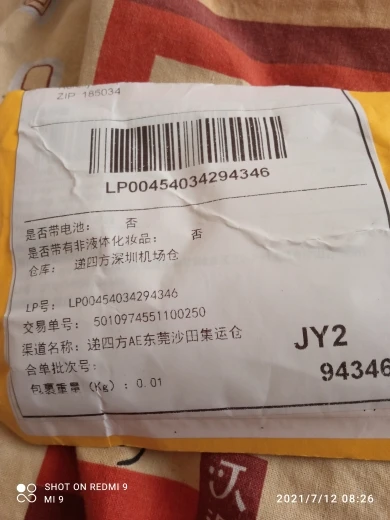 ZIP 185034
LP00454034294346
是否带电池: 否
是否带有非液体化妆品: 否
仓库: 递四方深圳机场仓
LP号: LP00454034294346
交易单号: 5010974551100250
渠道名称: 递四方AE东莞沙田集运仓
合单批次号:
包裹重量 (Kg) : 0.01
JY2
94346
SHOT ON REDMI 9
MI 9
2021/7/12 08:26